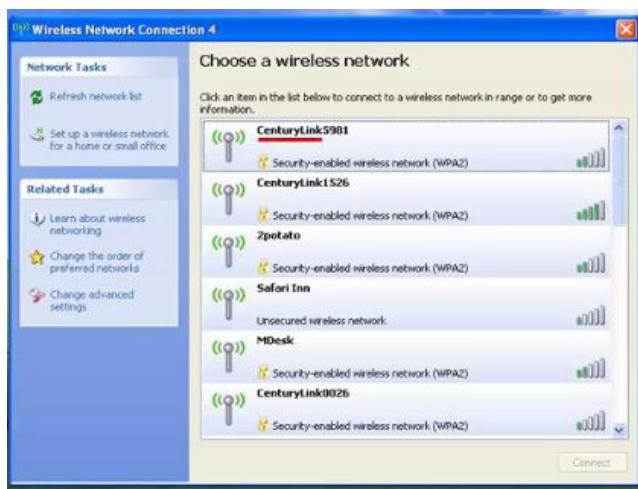 Wireless Network Connection 4
Network Tasks
Refresh network list
Set up a wireless network
for a home or small office
Related Tasks
Learn about wireless
networking
Change the order of
preferred networks
Change advanced
settings
Choose a wireless network
Click an item in the list below to connect to a wireless network in range or to get more
information.
CenturyLink5981
Security-enabled wireless network (WPA2)
CenturyLink1526
Security-enabled wireless network (WPA2)
2potato
Security-enabled wireless network (WPA2)
Safari Inn
Unsecured wireless network
MDesk
Security-enabled wireless network (WPA2)
CenturyLink0026
Security-enabled wireless network (WPA2)
Connect